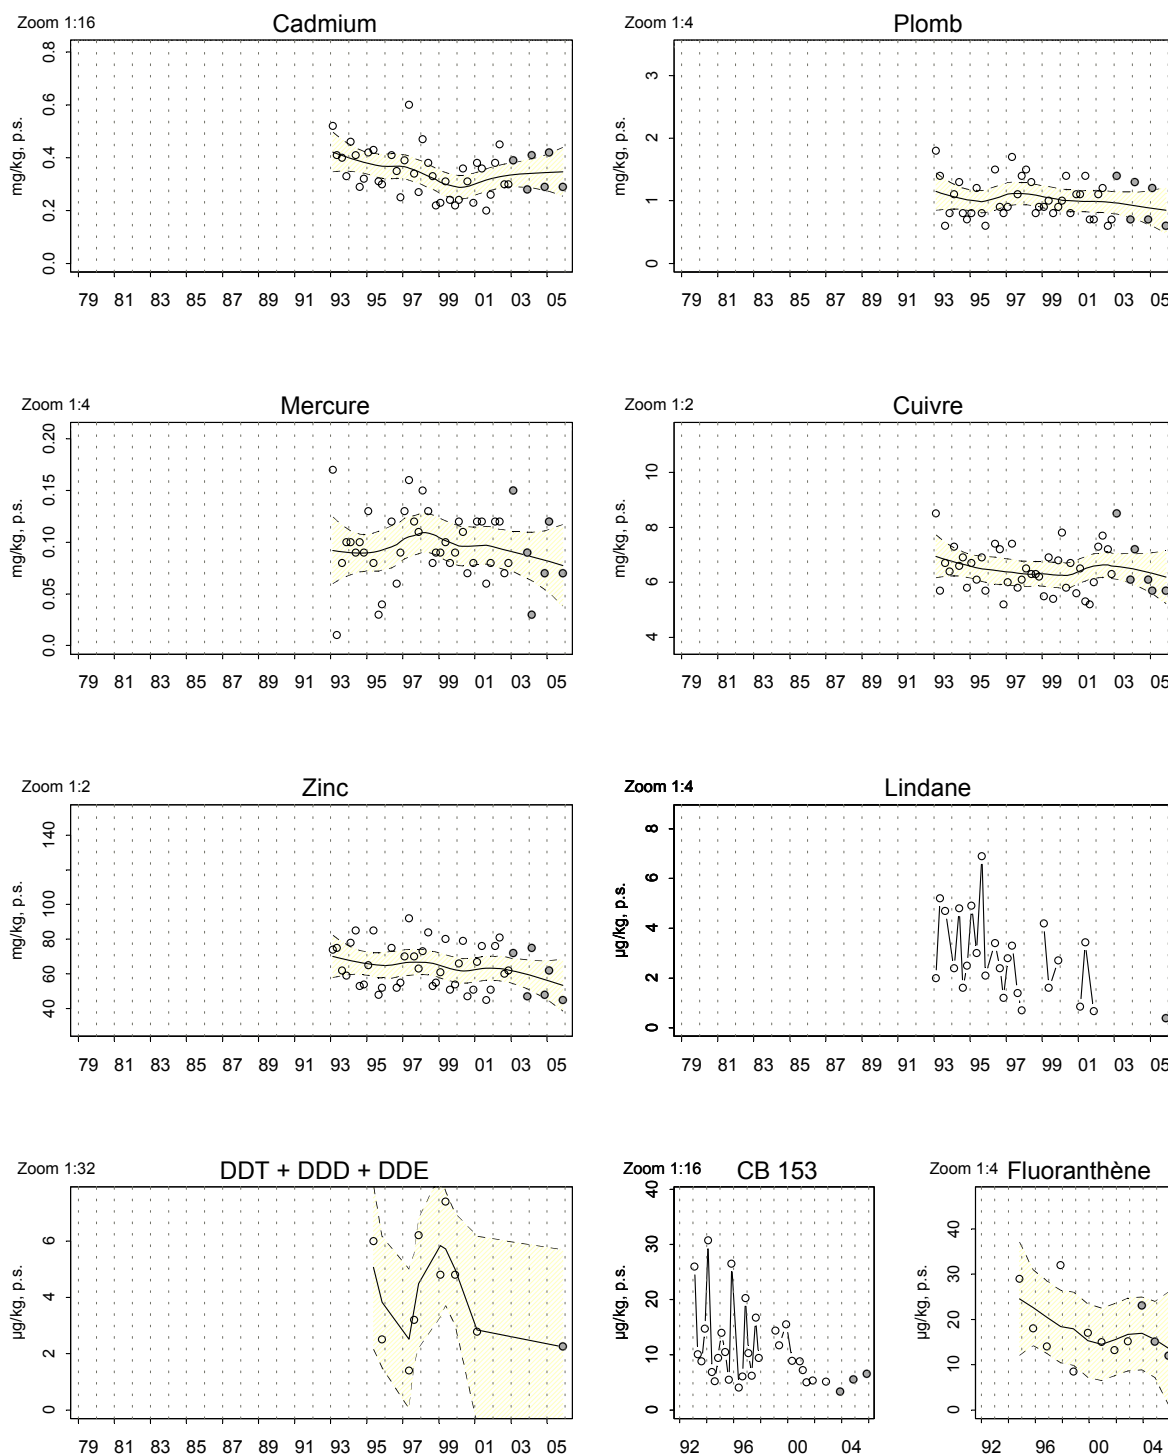 Zoom 1:16 Cadmium
mg/kg, p.s.
0.0 0.2 0.4 0.6 0.8
79 81 83 85 87 89 91 93 95 97 99 01 03 05
Zoom 1:4 Plomb
mg/kg, p.s.
0 1 2 3
79 81 83 85 87 89 91 93 95 97 99 01 03 05
Zoom 1:4 Mercure
mg/kg, p.s.
0.0 0.05 0.10 0.15 0.20
79 81 83 85 87 89 91 93 95 97 99 01 03 05
Zoom 1:2 Cuivre
mg/kg, p.s.
4 6 8 10
79 81 83 85 87 89 91 93 95 97 99 01 03 05
Zoom 1:2 Zinc
mg/kg, p.s.
40 60 80 100 140
79 81 83 85 87 89 91 93 95 97 99 01 03 05
Zoom 1:4 Lindane
µg/kg, p.s.
0 2 4 6 8
79 81 83 85 87 89 91 93 95 97 99 01 03 05
Zoom 1:32 DDT + DDD + DDE
µg/kg, p.s.
0 2 4 6
79 81 83 85 87 89 91 93 95 97 99 01 03 05
Zoom 1:16 CB 153
µg/kg, p.s.
0 10 20 30 40
92 96 00 04
Zoom 1:4 Fluoranthène
µg/kg, p.s.
0 10 20 30 40
92 96 00 04